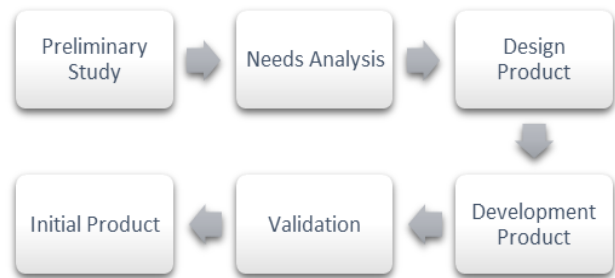 Preliminary
Study
Needs Analysis
Design
Product
Development
Product
Validation
Initial Product